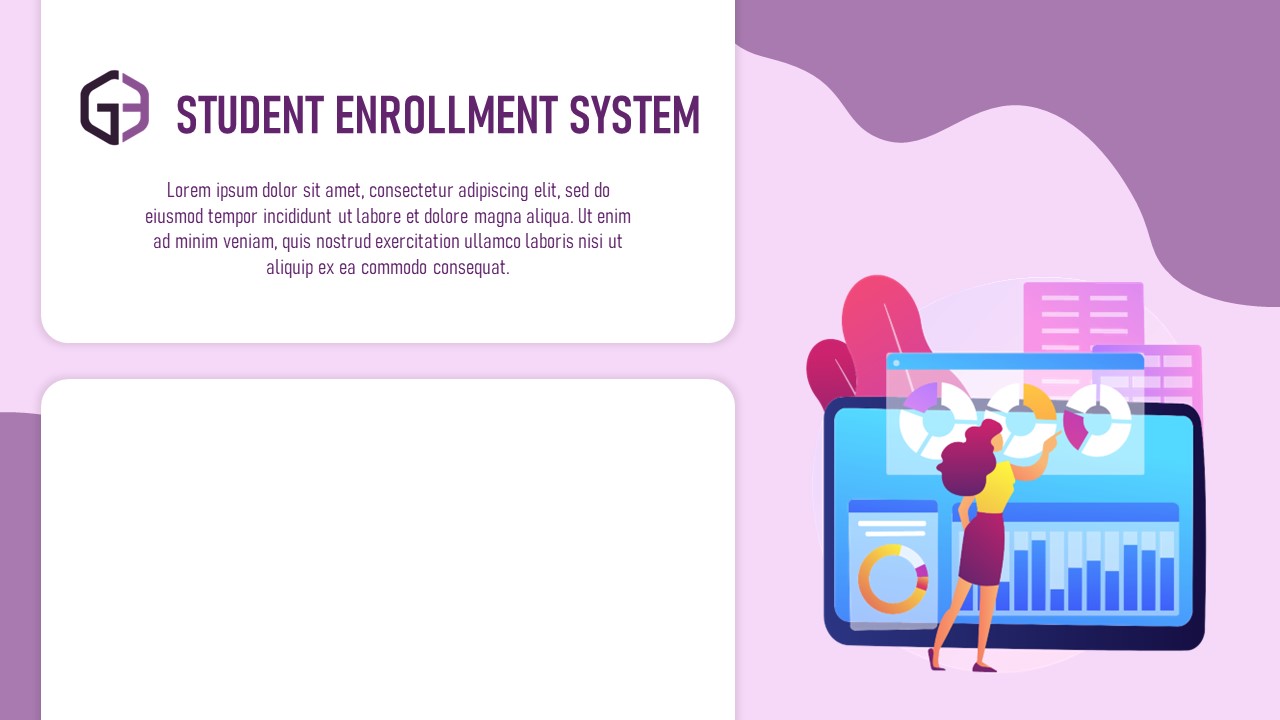 G3
STUDENT ENROLLMENT SYSTEM
Lorem ipsum dolor sit amet, consectetur adipiscing elit, sed do
eiusmod tempor incididunt ut labore et dolore magna aliqua. Ut enim
ad minim veniam, quis nostrud exercitation ullamco laboris nisi ut
aliquip ex ea commodo consequat.